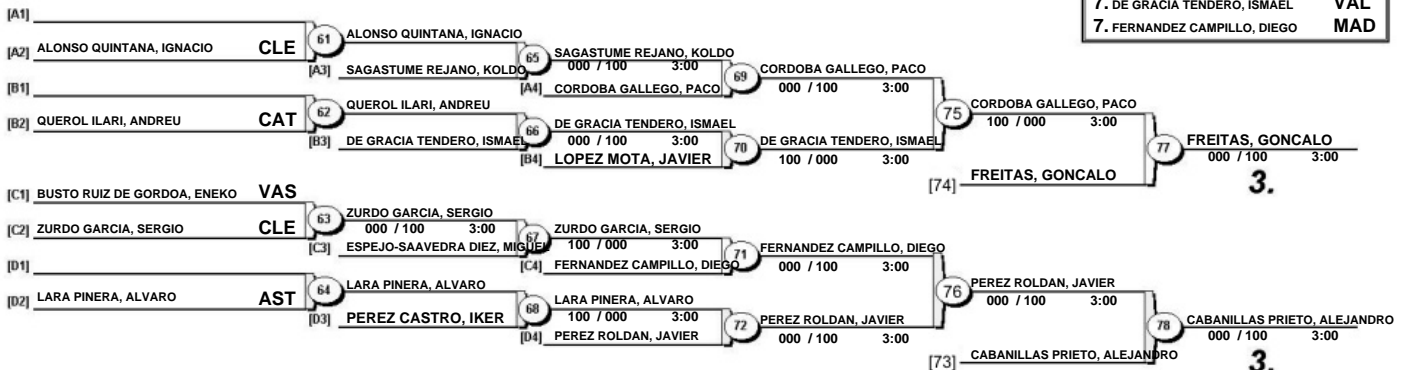 7. DE GRACIA TENDERO, ISMAEL VAL
7. FERNANDEZ CAMPILLO, DIEGO MAD
[A1]
[A2] ALONSO QUINTANA, IGNACIO CLE
61 ALONSO QUINTANA, IGNACIO
[A3] SAGASTUME REJANO, KOLDO
65 SAGASTUME REJANO, KOLDO
000 / 100 3:00
[A4] CORDOBA GALLEGO, PACO
69 CORDOBA GALLEGO, PACO
000 / 100 3:00
[B1]
[B2] QUEROL ILARI, ANDREU CAT
62 QUEROL ILARI, ANDREU
[B3] DE GRACIA TENDERO, ISMAEL
66 DE GRACIA TENDERO, ISMAEL
000 / 100 3:00
[B4] LOPEZ MOTA, JAVIER
70 DE GRACIA TENDERO, ISMAEL
100 / 000 3:00
75 CORDOBA GALLEGO, PACO
100 / 000 3:00
[74] FREITAS, GONCALO
77 FREITAS, GONCALO
000 / 100 3:00
3.
[C1] BUSTO RUIZ DE GORDOA, ENEKO VAS
[C2] ZURDO GARCIA, SERGIO CLE
63 ZURDO GARCIA, SERGIO
000 / 100 3:00
[C3] ESPEJO-SAAVEDRA DIEZ, MIGUEL
67 ZURDO GARCIA, SERGIO
100 / 000 3:00
[C4] FERNANDEZ CAMPILLO, DIEGO
71 FERNANDEZ CAMPILLO, DIEGO
000 / 100 3:00
[D1]
[D2] LARA PINERA, ALVARO AST
64 LARA PINERA, ALVARO
[D3] PEREZ CASTRO, IKER
68 LARA PINERA, ALVARO
100 / 000 3:00
[D4] PEREZ ROLDAN, JAVIER
72 PEREZ ROLDAN, JAVIER
000 / 100 3:00
76 PEREZ ROLDAN, JAVIER
000 / 100 3:00
[73] CABANILLAS PRIETO, ALEJANDRO
78 CABANILLAS PRIETO, ALEJANDRO
000 / 100 3:00
3.